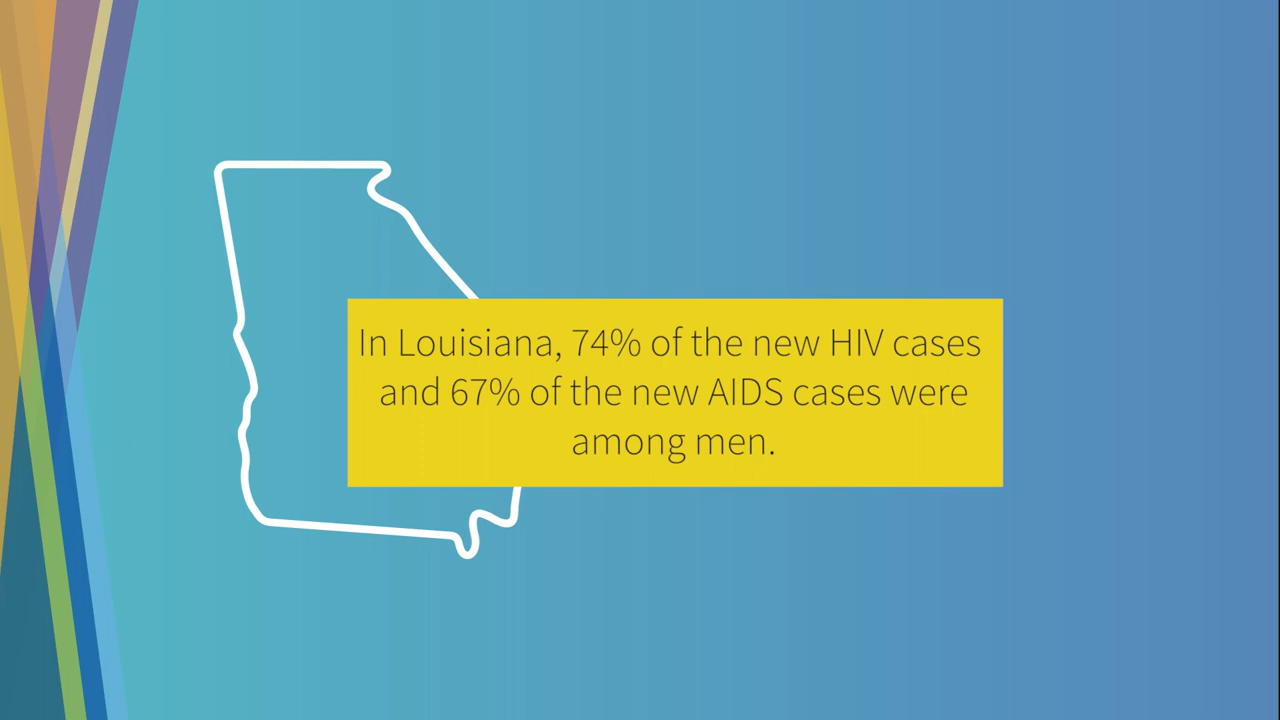 In Louisiana, 74% of the new HIV cases
and 67% of the new AIDS cases were
among men.